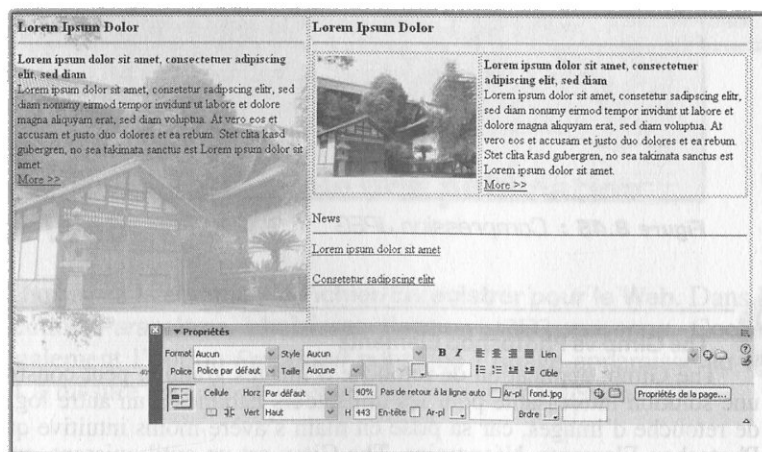 Lorem Ipsum Dolor
Lorem ipsum dolor sit amet, consectetuer adipiscing
elit, sed diam
Lorem ipsum dolor sit amet, consetetur sadipscing elitr, sed
diam nonumy eirmod tempor invidunt ut labore et dolore
magna aliquyam erat, sed diam voluptua. At vero eos et
accusam et justo duo dolores et ea rebum. Stet clita kasd
gubergren, no sea takimata sanctus est Lorem ipsum dolor sit
amet.
More >>
Lorem Ipsum Dolor
Lorem ipsum dolor sit amet, consectetuer
adipiscing elit, sed diam
Lorem ipsum dolor sit amet, consetetur sadipscing elitr,
sed diam nonumy eirmod tempor invidunt ut labore et
dolore magna aliquyam erat, sed diam voluptua. At
vero eos et accusam et justo duo dolores et ea rebum.
Stet clita kasd gubergren, no sea takimata sanctus est
Lorem ipsum dolor sit amet.
More >>
News
Lorem ipsum dolor sit amet
Consetetur sadipscing elitr
Propriétés
Format Aucun Style Aucun B I Lien
Police Police par défaut Taille Aucune Cible
Cellule Horz Par défaut L 40% Pas de retour à la ligne auto Ar-pl fond.jpg Propriétés de la page...
Vert Haut H 443 En-tête Ar-pl Brdre